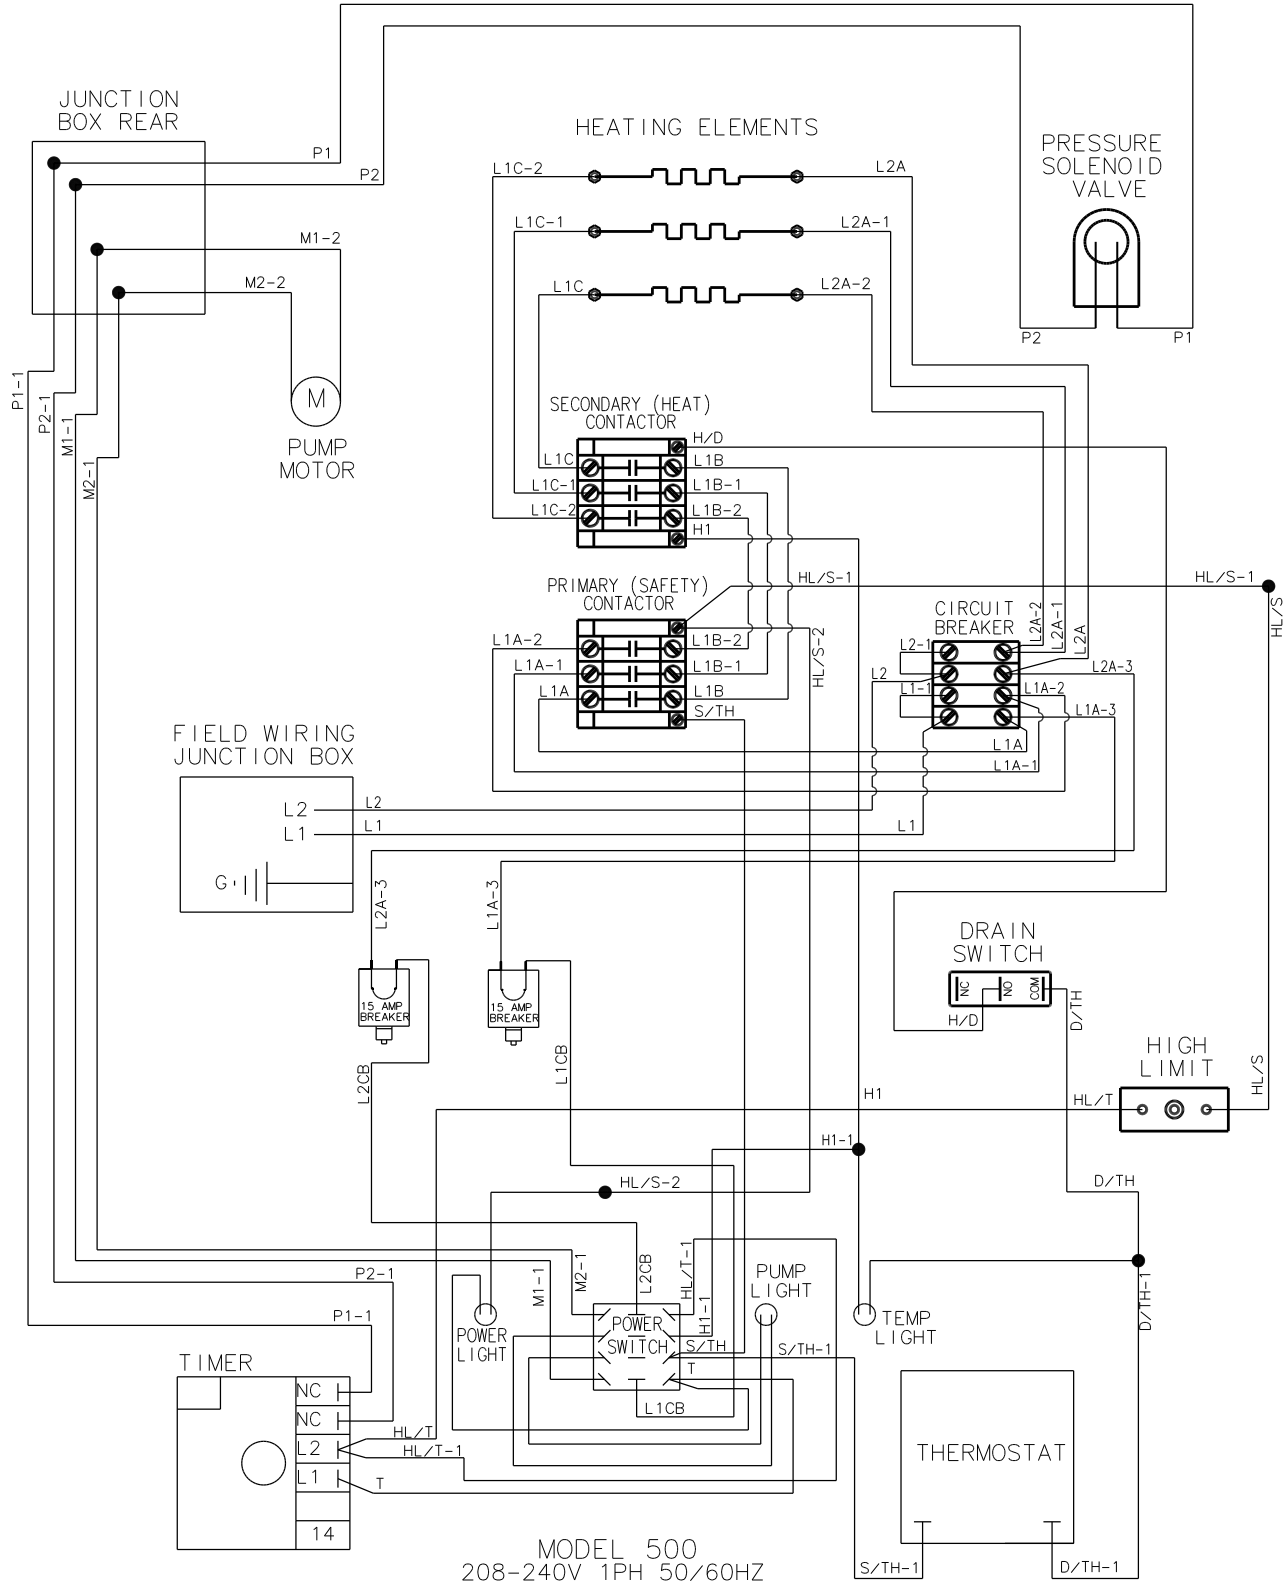 P1
P2
JUNCTION
BOX REAR
P1
P2
M1-2
M2-2
P1-1
P2-1
M1-1
M2-1
M
PUMP
MOTOR
HEATING ELEMENTS
L1C-2
L2A
L1C-1
L2A-1
L1C
L2A-2
PRESSURE
SOLENOID
VALVE
P2
P1
SECONDARY (HEAT)
CONTACTOR
H/D
L1C
L1B
L1C-1
L1B-1
L1C-2
L1B-2
H1
PRIMARY (SAFETY)
CONTACTOR
HL/S-1
HL/S-1
HL/S
L1A-2
L1B-2
L1A-1
L1B-1
L1A
L1B
S/TH
HL/S-2
CIRCUIT
BREAKER
L2A-2
L2A-1
L2A
L2-1
L2
L2A-3
L1-1
L1A-2
L1A-3
L1A
L1A-1
FIELD WIRING
JUNCTION BOX
L2
L2
L1
L1
L1
G
L2A-3
L1A-3
15 AMP
BREAKER
15 AMP
BREAKER
L2CB
L1CB
DRAIN
SWITCH
NC
NO
COM
H/D
D/TH
HIGH
LIMIT
HL/T
HL/S
H1
H1-1
HL/S-2
D/TH
P2-1
P1-1
M1-1
M2-1
L2CB
HL/T-1
H1-1
POWER
LIGHT
POWER
SWITCH
S/TH
T
L1CB
PUMP
LIGHT
S/TH-1
TEMP
LIGHT
D/TH-1
TIMER
NC
NC
L2
L1
14
HL/T
HL/T-1
T
THERMOSTAT
S/TH-1
D/TH-1
MODEL 500
208-240V 1PH 50/60HZ